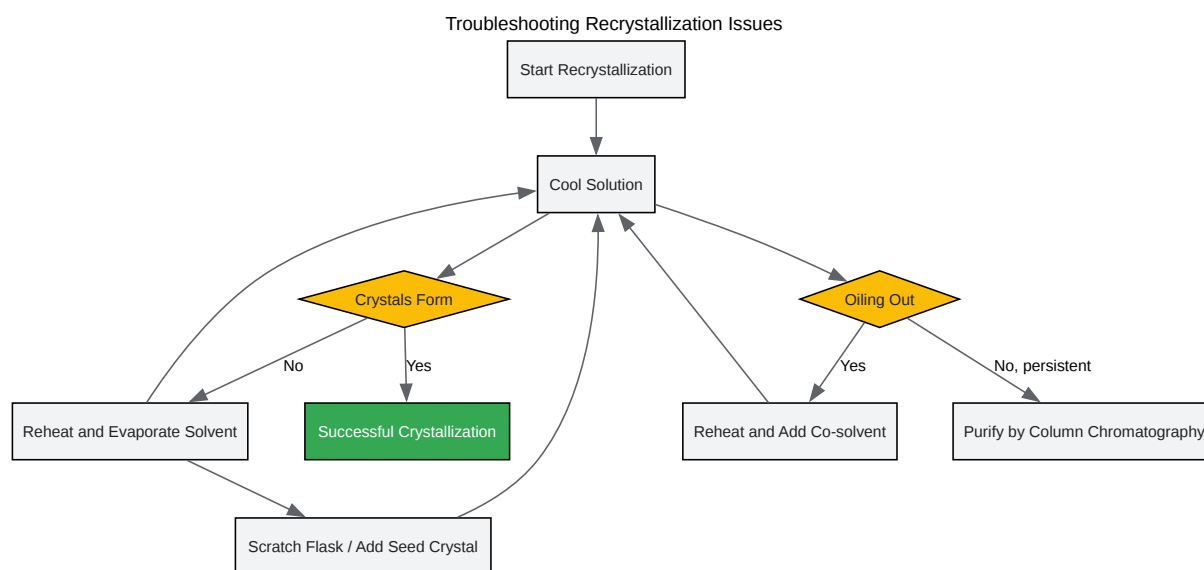 Troubleshooting Recrystallization Issues
Start Recrystallization
Cool Solution
Crystals Form
Oiling Out
No
Yes
Yes
No, persistent
Reheat and Evaporate Solvent
Successful Crystallization
Reheat and Add Co-solvent
Purify by Column Chromatography
Scratch Flask / Add Seed Crystal